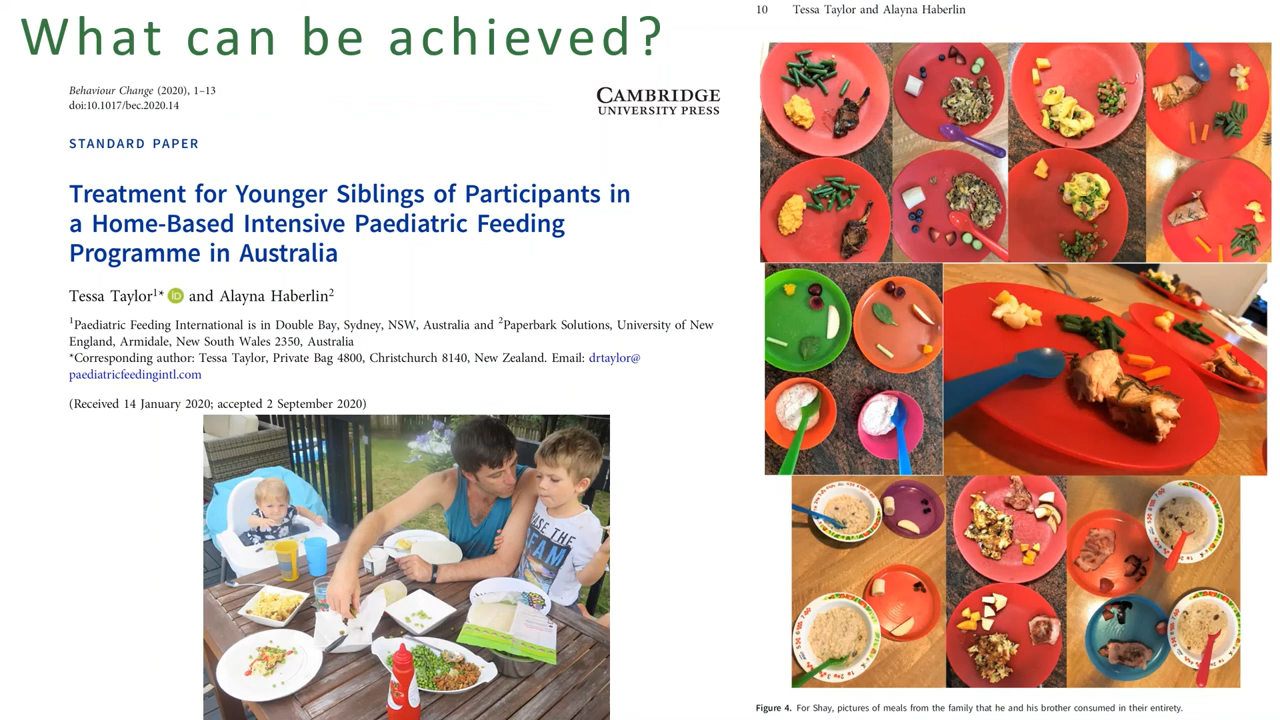 What can be achieved?
Behaviour Change (2020), 1–13
doi:10.1017/bec.2020.14
CAMBRIDGE
UNIVERSITY PRESS
STANDARD PAPER
Treatment for Younger Siblings of Participants in
a Home-Based Intensive Paediatric Feeding
Programme in Australia
Tessa Taylor1* iD and Alayna Haberlin2
1Paediatric Feeding International is in Double Bay, Sydney, NSW, Australia and 2Paperbark Solutions, University of New
England, Armidale, New South Wales 2350, Australia
*Corresponding author: Tessa Taylor, Private Bag 4800, Christchurch 8140, New Zealand. Email: drtaylor@
paediatricfeedingintl.com
(Received 14 January 2020; accepted 2 September 2020)
10 Tessa Taylor and Alayna Haberlin
Figure 4. For Shay, pictures of meals from the family that he and his brother consumed in their entirety.